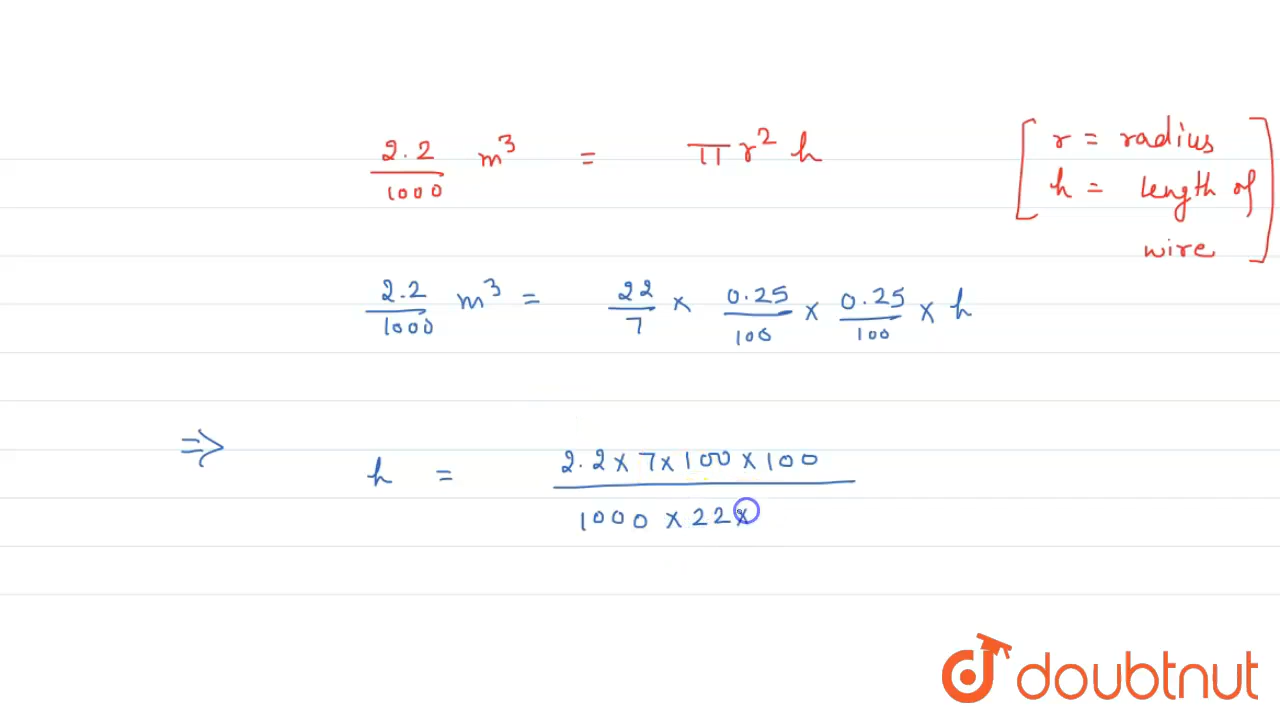 2.2/1000 m³ = πr²h [r = radius
h = length of
wire]
2.2/1000 m³ = 22/7 × 0.25/100 × 0.25/100 × h
⇒ h = 2.2 × 7 × 100 × 100
1000 × 22 ×
doubtnut